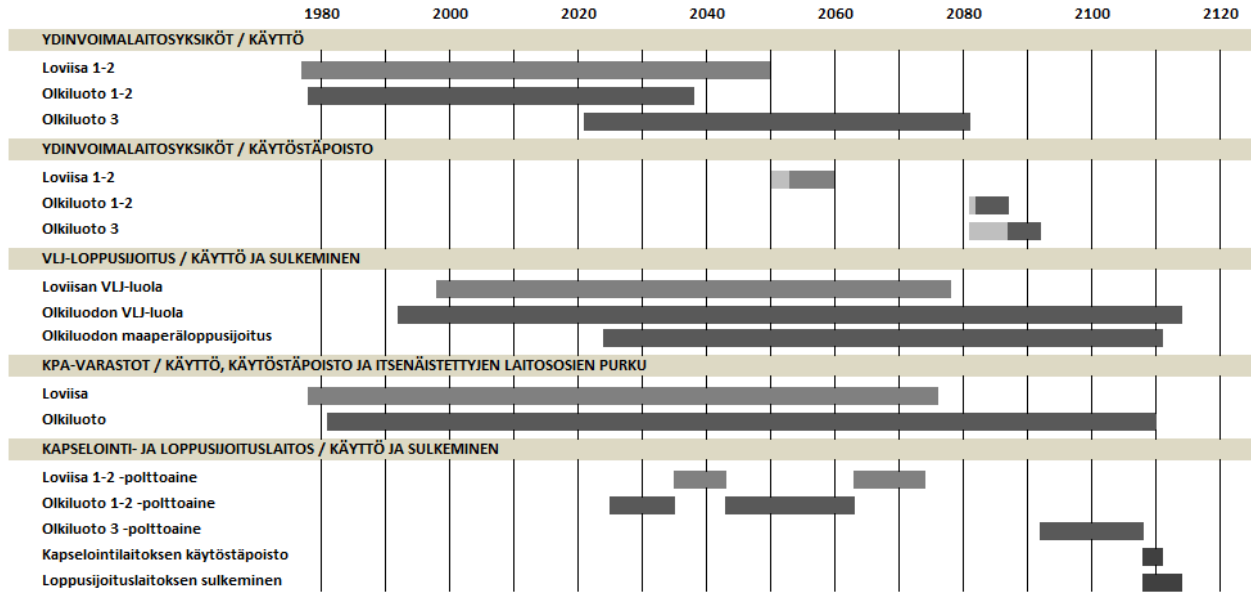 1980 2000 2020 2040 2060 2080 2100 2120
YDINVOIMALAITOSYKSIKÖT / KÄYTTÖ
Loviisa 1-2
Olkiluoto 1-2
Olkiluoto 3
YDINVOIMALAITOSYKSIKÖT / KÄYTÖSTÄPOISTO
Loviisa 1-2
Olkiluoto 1-2
Olkiluoto 3
VLJ-LOPPUSIJOITUS / KÄYTTÖ JA SULKEMINEN
Loviisan VLJ-luola
Olkiluodon VLJ-luola
Olkiluodon maaperäloppusijoitus
KPA-VARASTOT / KÄYTTÖ, KÄYTÖSTÄPOISTO JA ITSENÄISTETTYJEN LAITOSOSIEN PURKU
Loviisa
Olkiluoto
KAPSELOINTI- JA LOPPUSIJOITUSLAITOS / KÄYTTÖ JA SULKEMINEN
Loviisa 1-2 -polttoaine
Olkiluoto 1-2 -polttoaine
Olkiluoto 3 -polttoaine
Kapselointilaitoksen käytöstäpoisto
Loppusijoituslaitoksen sulkeminen